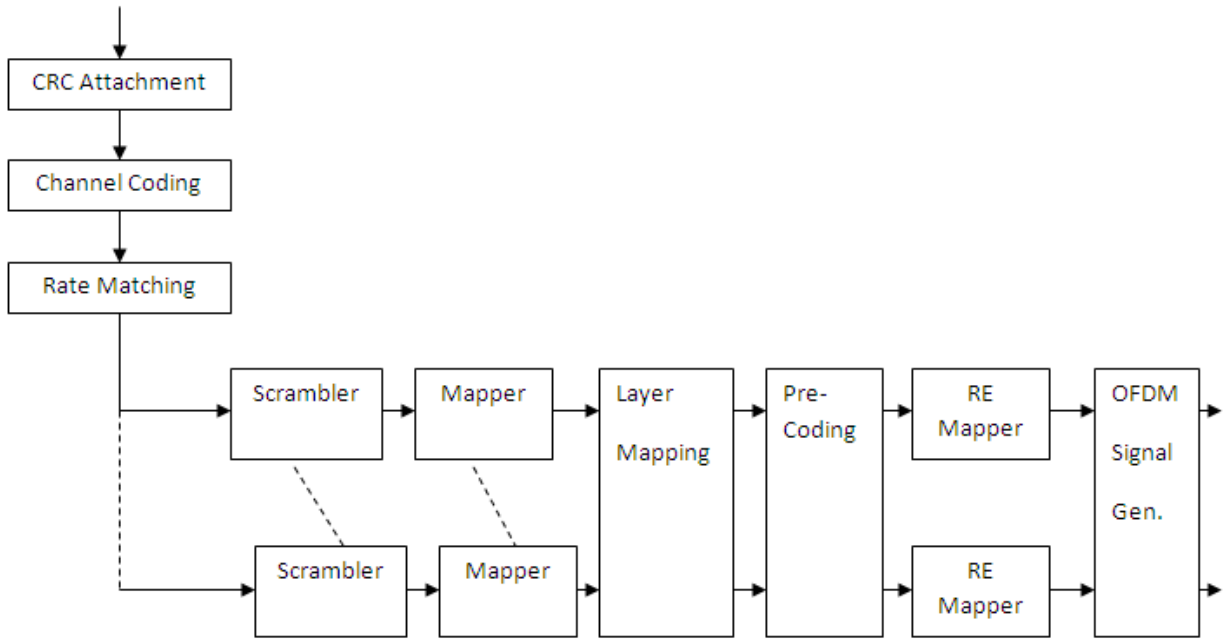 CRC Attachment
Channel Coding
Rate Matching
Scrambler
Mapper
Layer
Mapping
Pre-
Coding
RE
Mapper
OFDM
Signal
Gen.
Scrambler
Mapper
RE
Mapper